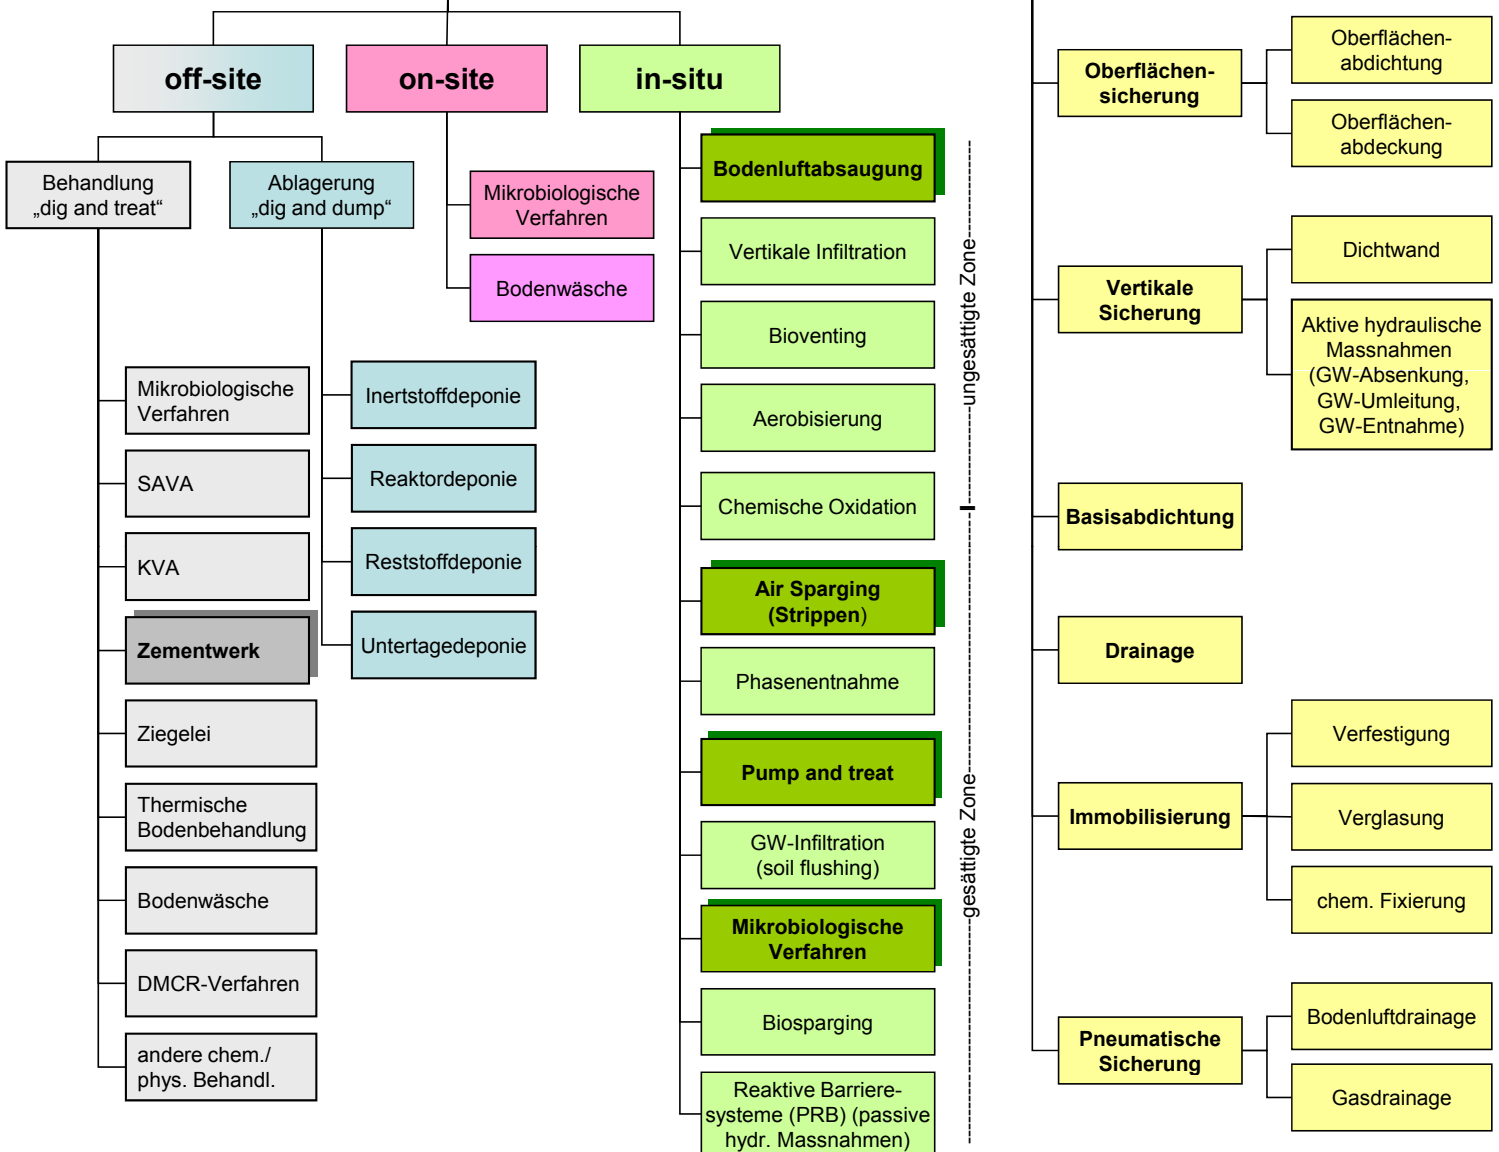 off-site
on-site
in-situ
Behandlung
„dig and treat“
Ablagerung
„dig and dump“
Mikrobiologische
Verfahren
SAVA
KVA
Zementwerk
Ziegelei
Thermische
Bodenbehandlung
Bodenwäsche
DMCR-Verfahren
andere chem./
phys. Behandl.
Inertstoffdeponie
Reaktordeponie
Reststoffdeponie
Untertagedeponie
Mikrobiologische
Verfahren
Bodenwäsche
Bodenluftabsaugung
Vertikale Infiltration
Bioventing
Aerobisierung
Chemische Oxidation
Air Sparging
(Strippen)
Phasenentnahme
Pump and treat
GW-Infiltration
(soil flushing)
Mikrobiologische
Verfahren
Biosparging
Reaktive Barriere-
systeme (PRB) (passive
hydr. Massnahmen)
ungesättigte Zone
gesättigte Zone
Oberflächen-
sicherung
Oberflächen-
abdichtung
Oberflächen-
abdeckung
Vertikale
Sicherung
Dichtwand
Aktive hydraulische
Massnahmen
(GW-Absenkung,
GW-Umleitung,
GW-Entnahme)
Basisabdichtung
Drainage
Immobilisierung
Verfestigung
Verglasung
chem. Fixierung
Pneumatische
Sicherung
Bodenluftdrainage
Gasdrainage